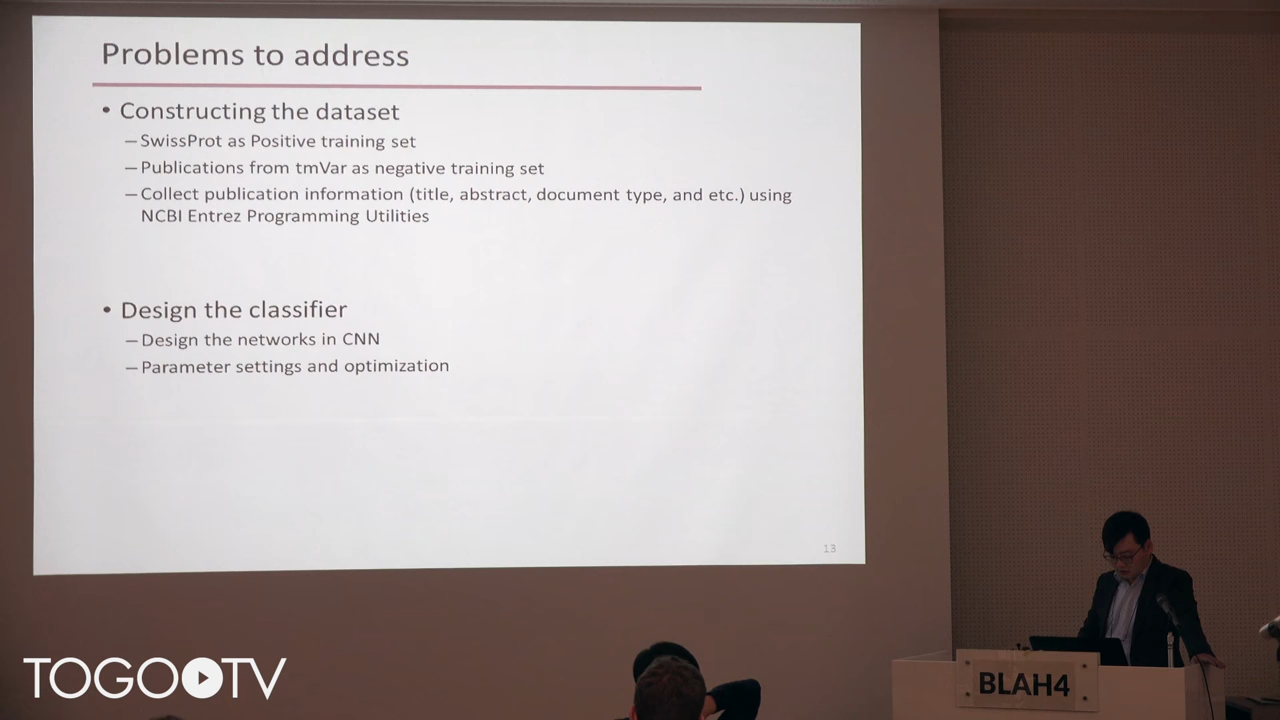 Problems to address
• Constructing the dataset
– SwissProt as Positive training set
– Publications from tmVar as negative training set
– Collect publication information (title, abstract, document type, and etc.) using
NCBI Entrez Programming Utilities
• Design the classifier
– Design the networks in CNN
– Parameter settings and optimization
13
BLAH4
TOGOTV